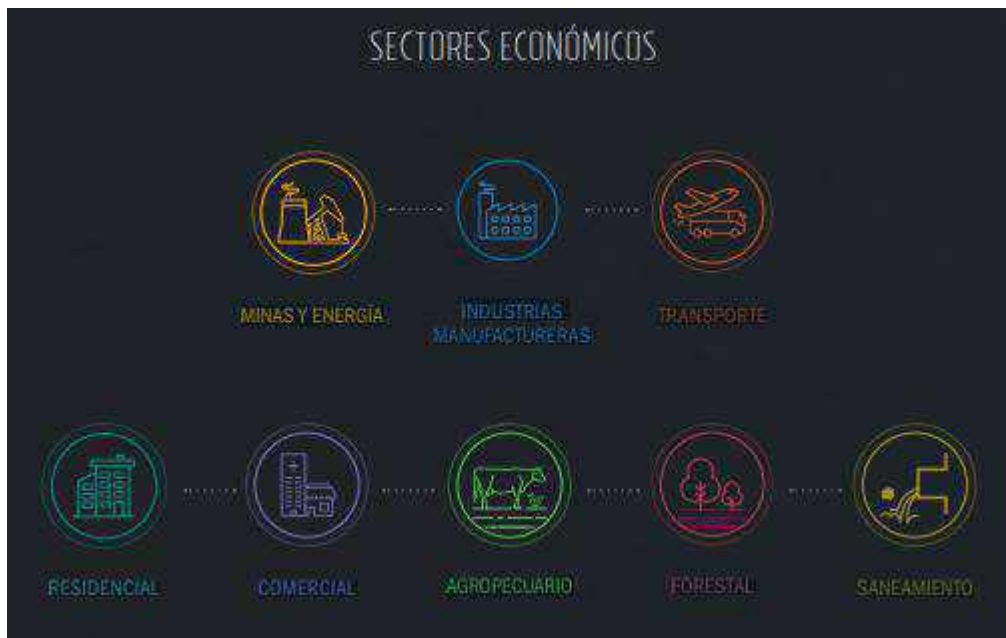 SECTORES ECONÓMICOS
MINAS Y ENERGÍA
INDUSTRIAS
MANUFACTURERAS
TRANSPORTE
RESIDENCIAL
COMERCIAL
AGROPECUARIO
FORESTAL
SANEAMIENTO